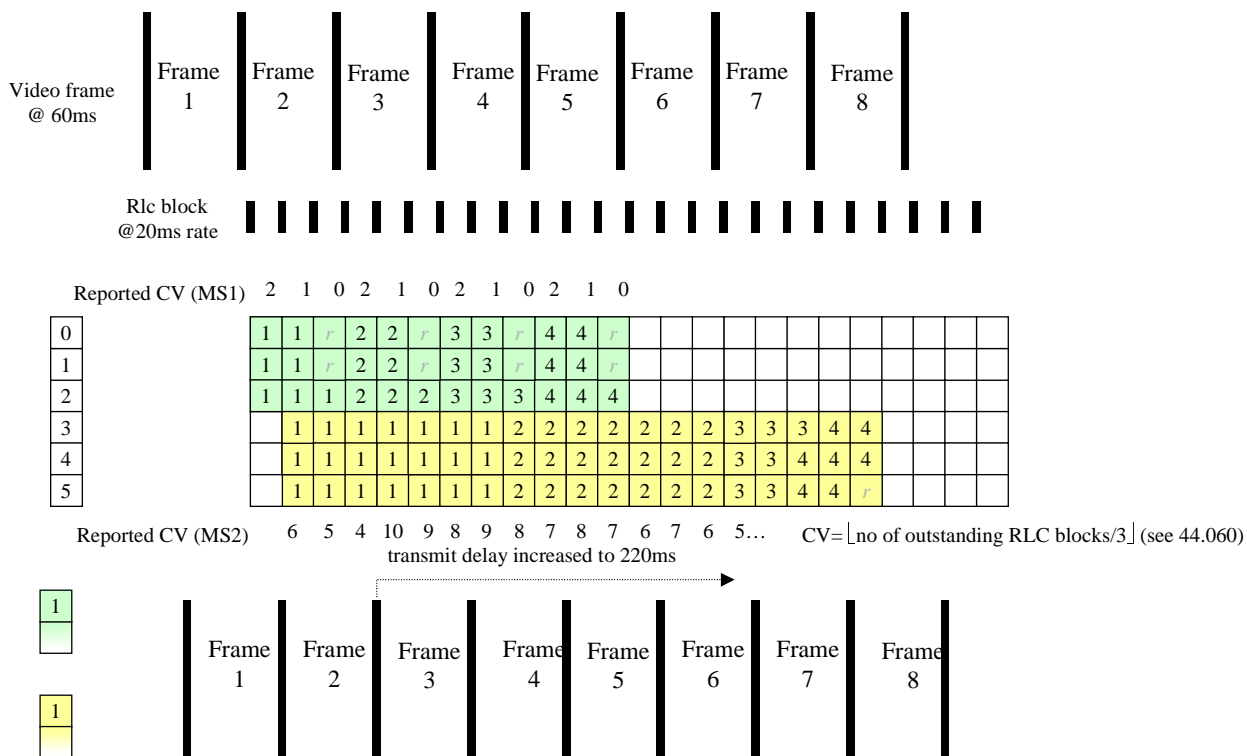 Video frame
@ 60ms
Frame 1
Frame 2
Frame 3
Frame 4
Frame 5
Frame 6
Frame 7
Frame 8
Rlc block
@20ms rate
Reported CV (MS1) 2 1 0 2 1 0 2 1 0 2 1 0
0 1 1 r 2 2 r 3 3 r 4 4 r
1 1 1 r 2 2 r 3 3 r 4 4 r
2 1 1 1 2 2 2 3 3 3 4 4 4
3 1 1 1 1 1 1 1 2 2 2 2 2 2 2 3 3 3 4 4
4 1 1 1 1 1 1 1 2 2 2 2 2 2 2 3 3 4 4 4
5 1 1 1 1 1 1 1 2 2 2 2 2 2 2 3 3 4 4 r
Reported CV (MS2) 6 5 4 10 9 8 9 8 7 8 7 6 7 6 5... CV=⌊no of outstanding RLC blocks/3⌋ (see 44.060)
transmit delay increased to 220ms
1
Frame 1
Frame 2
Frame 3
Frame 4
Frame 5
Frame 6
Frame 7
Frame 8
1